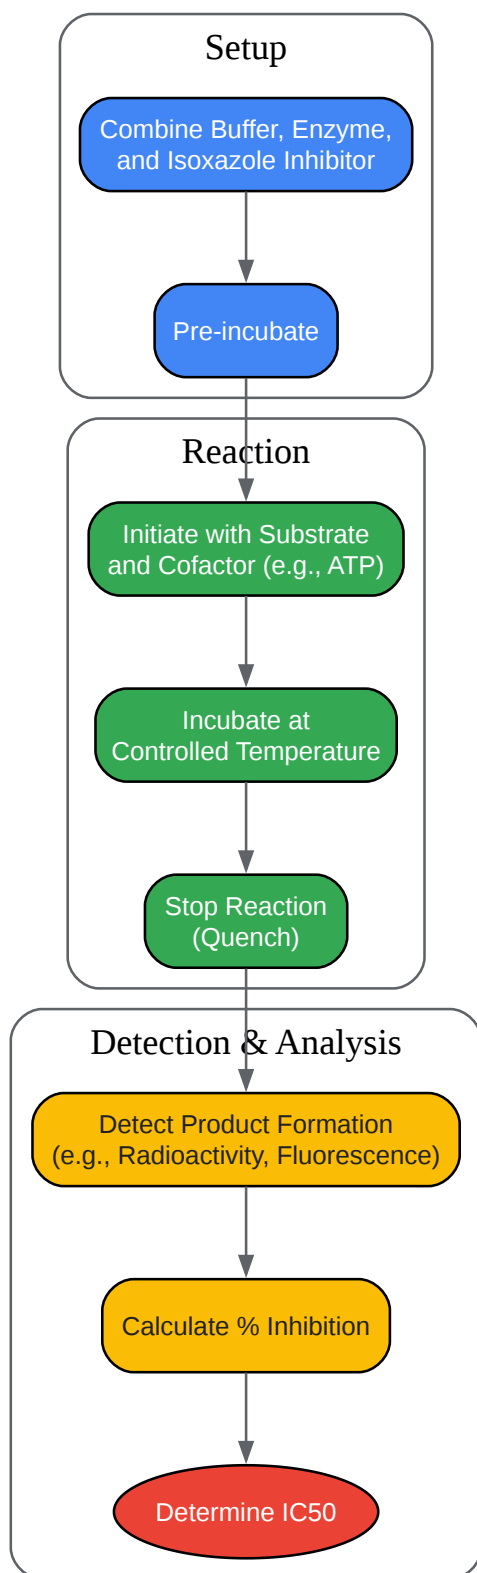 Setup
Combine Buffer, Enzyme,
and Isoxazole Inhibitor
Pre-incubate
Reaction
Initiate with Substrate
and Cofactor (e.g., ATP)
Incubate at
Controlled Temperature
Stop Reaction
(Quench)
Detection & Analysis
Detect Product Formation
(e.g., Radioactivity, Fluorescence)
Calculate % Inhibition
Determine IC50